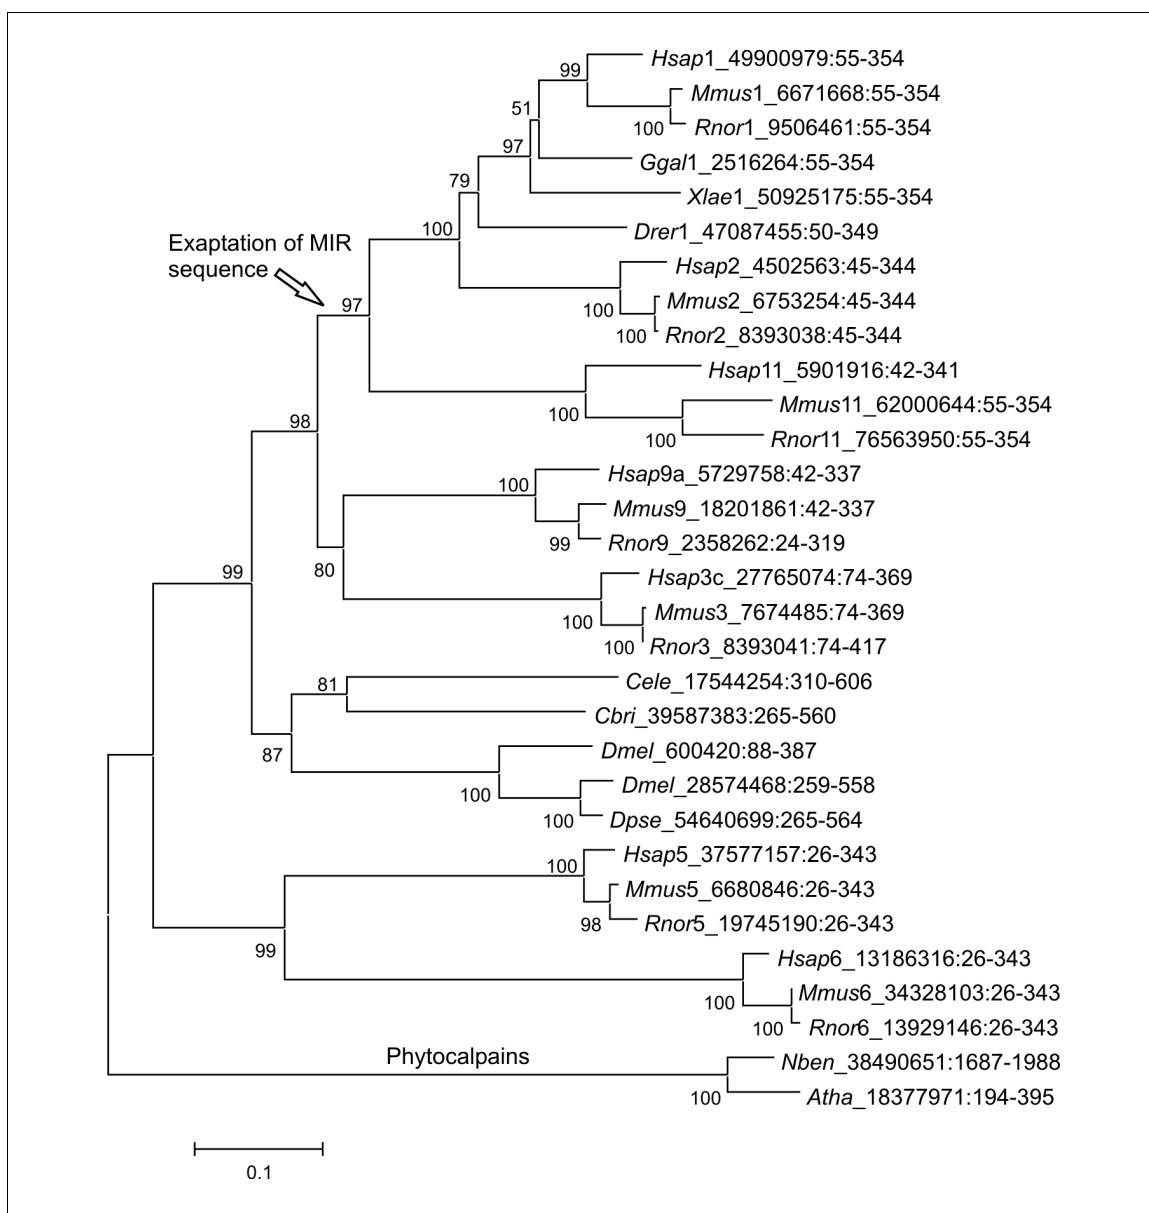 99
Hsap1_49900979:55-354
Mmus1_6671668:55-354
51
100
Rnor1_9506461:55-354
97
Ggal1_2516264:55-354
79
Xlae1_50925175:55-354
100
Drer1_47087455:50-349
Exaptation of MIR
sequence
Hsap2_4502563:45-344
97
100
Mmus2_6753254:45-344
100
Rnor2_8393038:45-344
Hsap11_5901916:42-341
100
Mmus11_62000644:55-354
98
100
Rnor11_76563950:55-354
100
Hsap9a_5729758:42-337
Mmus9_18201861:42-337
99
Rnor9_2358262:24-319
99
80
Hsap3c_27765074:74-369
100
Mmus3_7674485:74-369
100
Rnor3_8393041:74-417
81
Cele_17544254:310-606
Cbri_39587383:265-560
87
Dmel_600420:88-387
100
Dmel_28574468:259-558
100
Dpse_54640699:265-564
100
Hsap5_37577157:26-343
Mmus5_6680846:26-343
98
Rnor5_19745190:26-343
99
Hsap6_13186316:26-343
100
Mmus6_34328103:26-343
100
Rnor6_13929146:26-343
Phytocalpains
Nben_38490651:1687-1988
100
Atha_18377971:194-395
0.1